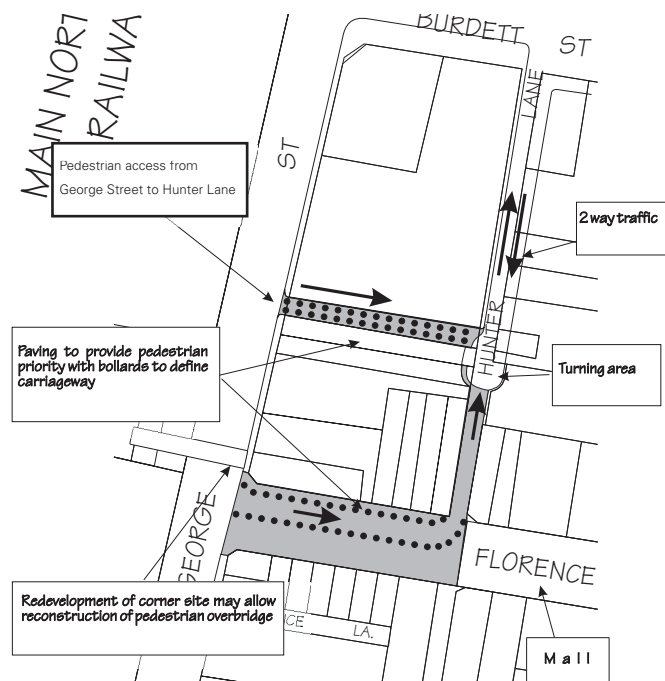 BURDETT
ST
MAIN NORT
RAILWA
LANE
ST
Pedestrian access from
George Street to Hunter Lane
2 way traffic
HUNTER
Paving to provide pedestrian
priority with bollards to define
carriageway
Turning area
GEORGE
FLORENCE
Redevelopment of corner site may allow
reconstruction of pedestrian overbridge
NCE
LA.
Mall